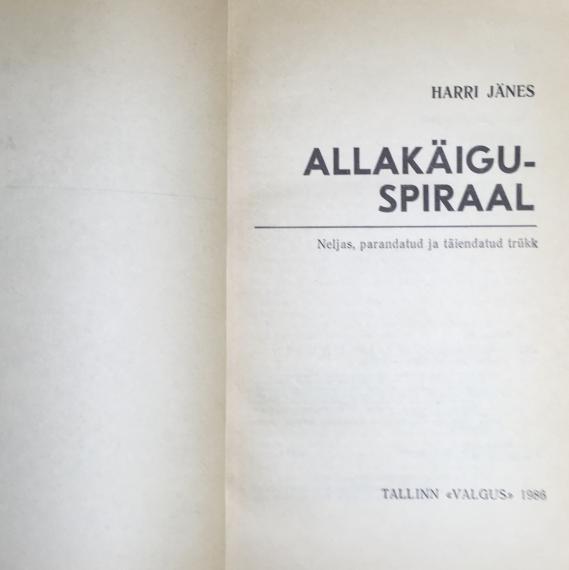 HARRI JÄNES
ALLAKÄIGU-
SPIRAAL
Neljas, parandatud ja täiendatud trükk
TALLINN «VALGUS» 1986